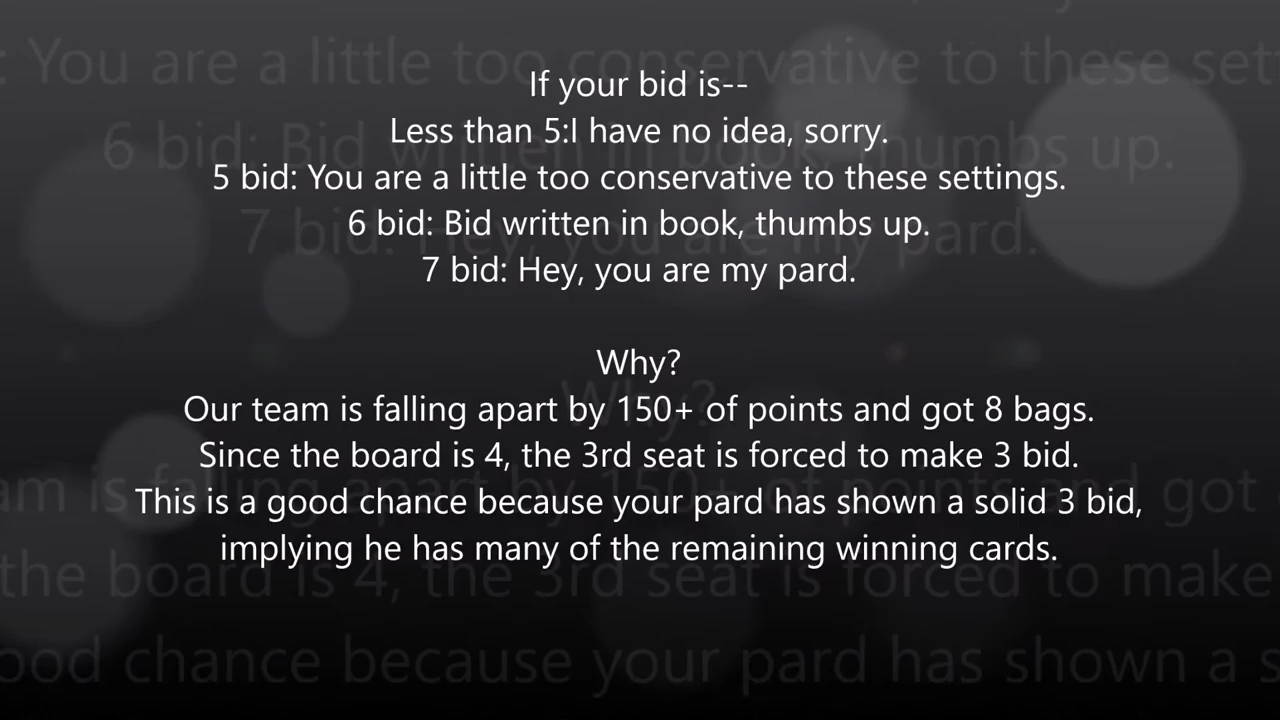 If your bid is--
Less than 5:I have no idea, sorry.
5 bid: You are a little too conservative to these settings.
6 bid: Bid written in book, thumbs up.
7 bid: Hey, you are my pard.
Why?
Our team is falling apart by 150+ of points and got 8 bags.
Since the board is 4, the 3rd seat is forced to make 3 bid.
This is a good chance because your pard has shown a solid 3 bid,
implying he has many of the remaining winning cards.